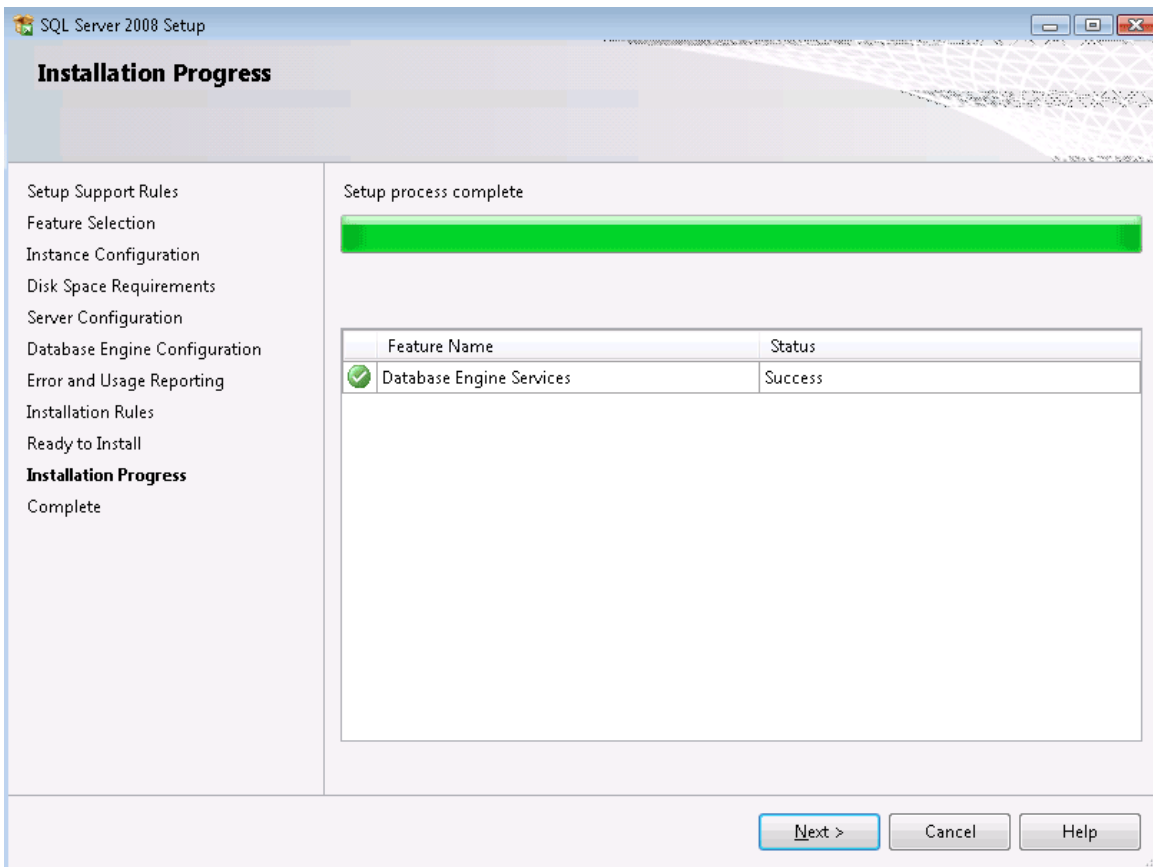 SQL Server 2008 Setup
Installation Progress
Setup Support Rules
Feature Selection
Instance Configuration
Disk Space Requirements
Server Configuration
Database Engine Configuration
Error and Usage Reporting
Installation Rules
Ready to Install
Installation Progress
Complete
Setup process complete
Feature Name Status
Database Engine Services Success
Next > Cancel Help